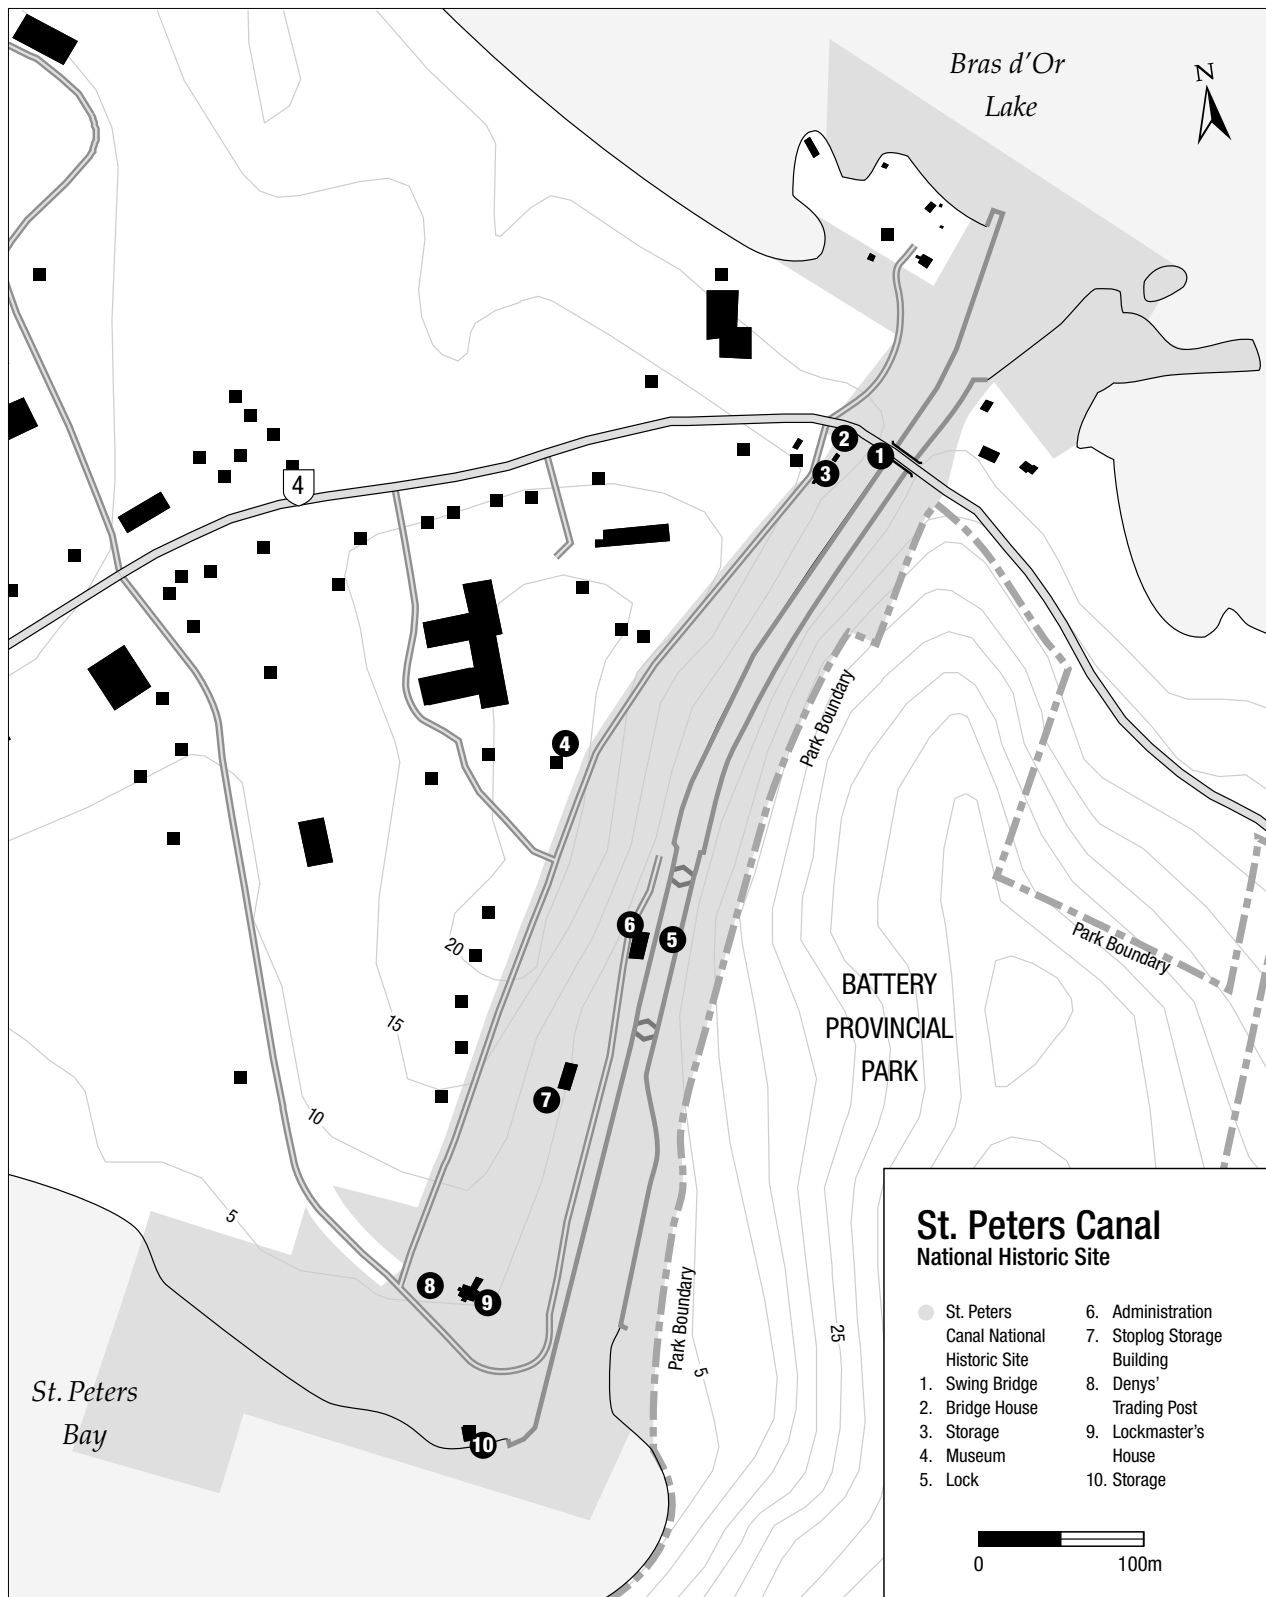 Bras d'Or
Lake
N
4
2
1
3
4
Park Boundary
6
5
20
Park Boundary
BATTERY
PROVINCIAL
PARK
15
7
10
5
8
9
Park Boundary
25
5
St. Peters
Bay
10
St. Peters Canal
National Historic Site
St. Peters
Canal National
Historic Site
1. Swing Bridge
2. Bridge House
3. Storage
4. Museum
5. Lock
6. Administration
7. Stoplog Storage
Building
8. Denys'
Trading Post
9. Lockmaster's
House
10. Storage
0 100m